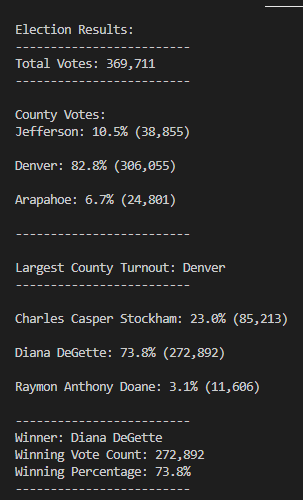 Election Results:
-------------------------
Total Votes: 369,711
-------------------------
County Votes:
Jefferson: 10.5% (38,855)
Denver: 82.8% (306,055)
Arapahoe: 6.7% (24,801)
-------------------------
Largest County Turnout: Denver
-------------------------
Charles Casper Stockham: 23.0% (85,213)
Diana DeGette: 73.8% (272,892)
Raymon Anthony Doane: 3.1% (11,606)
-------------------------
Winner: Diana DeGette
Winning Vote Count: 272,892
Winning Percentage: 73.8%
-------------------------